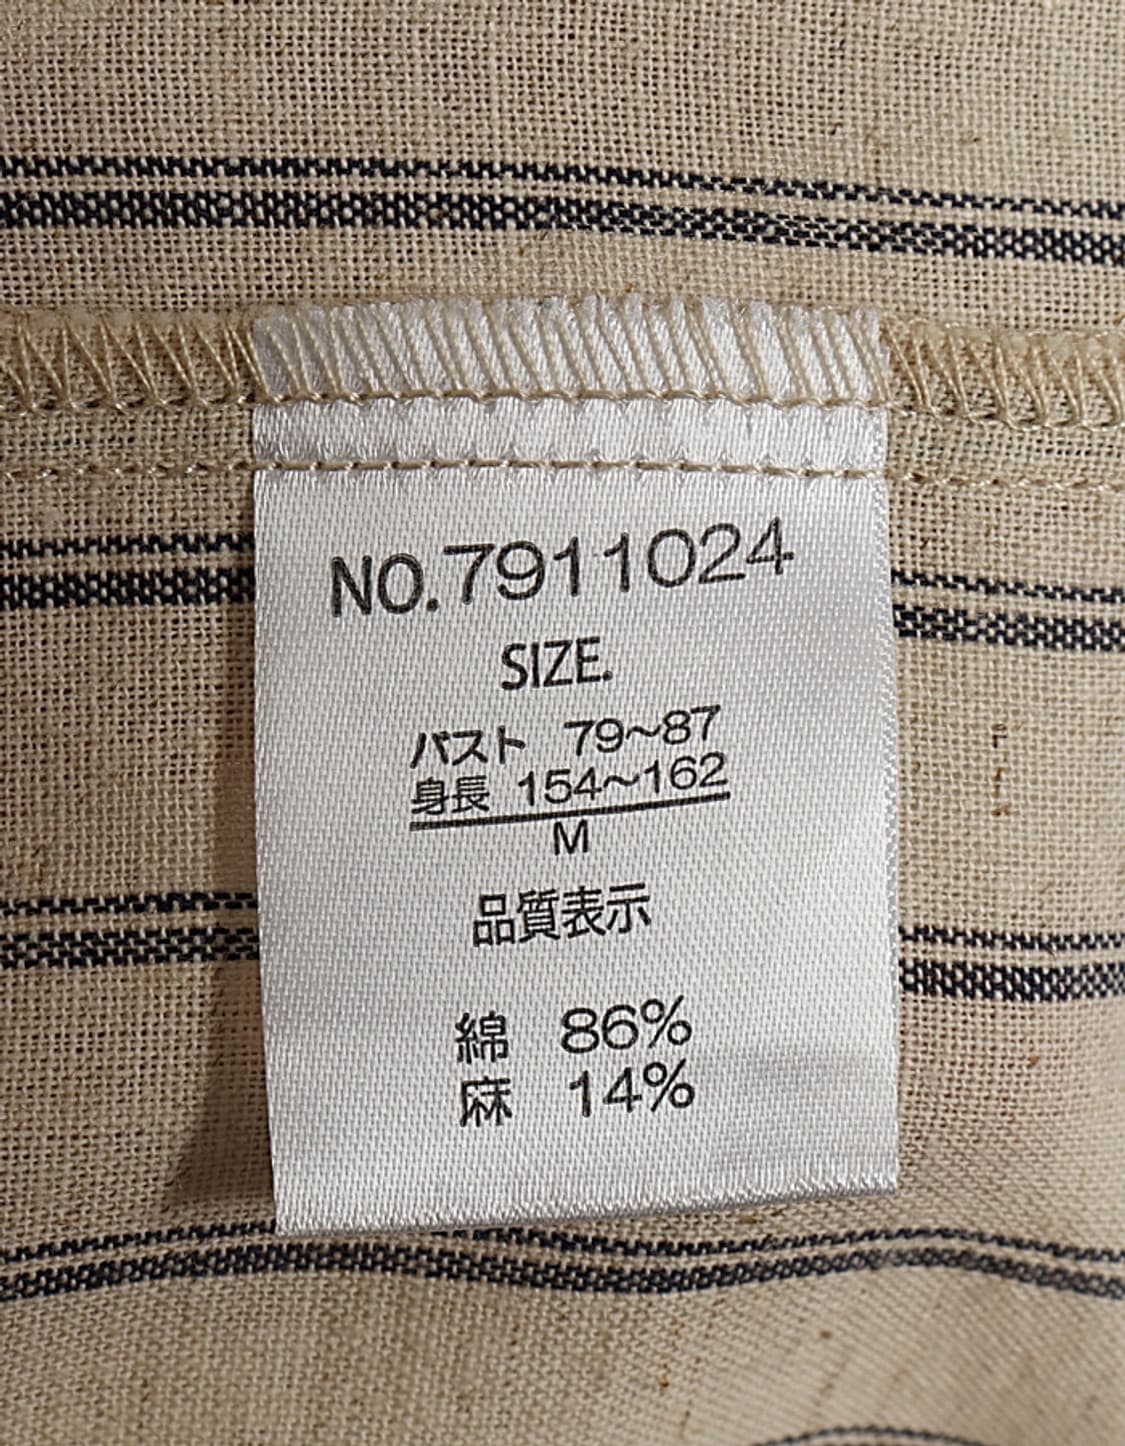 NO.7911024
SIZE.
バスト 79～87
身長 154～162
M
品質表示
綿 86%
麻 14%